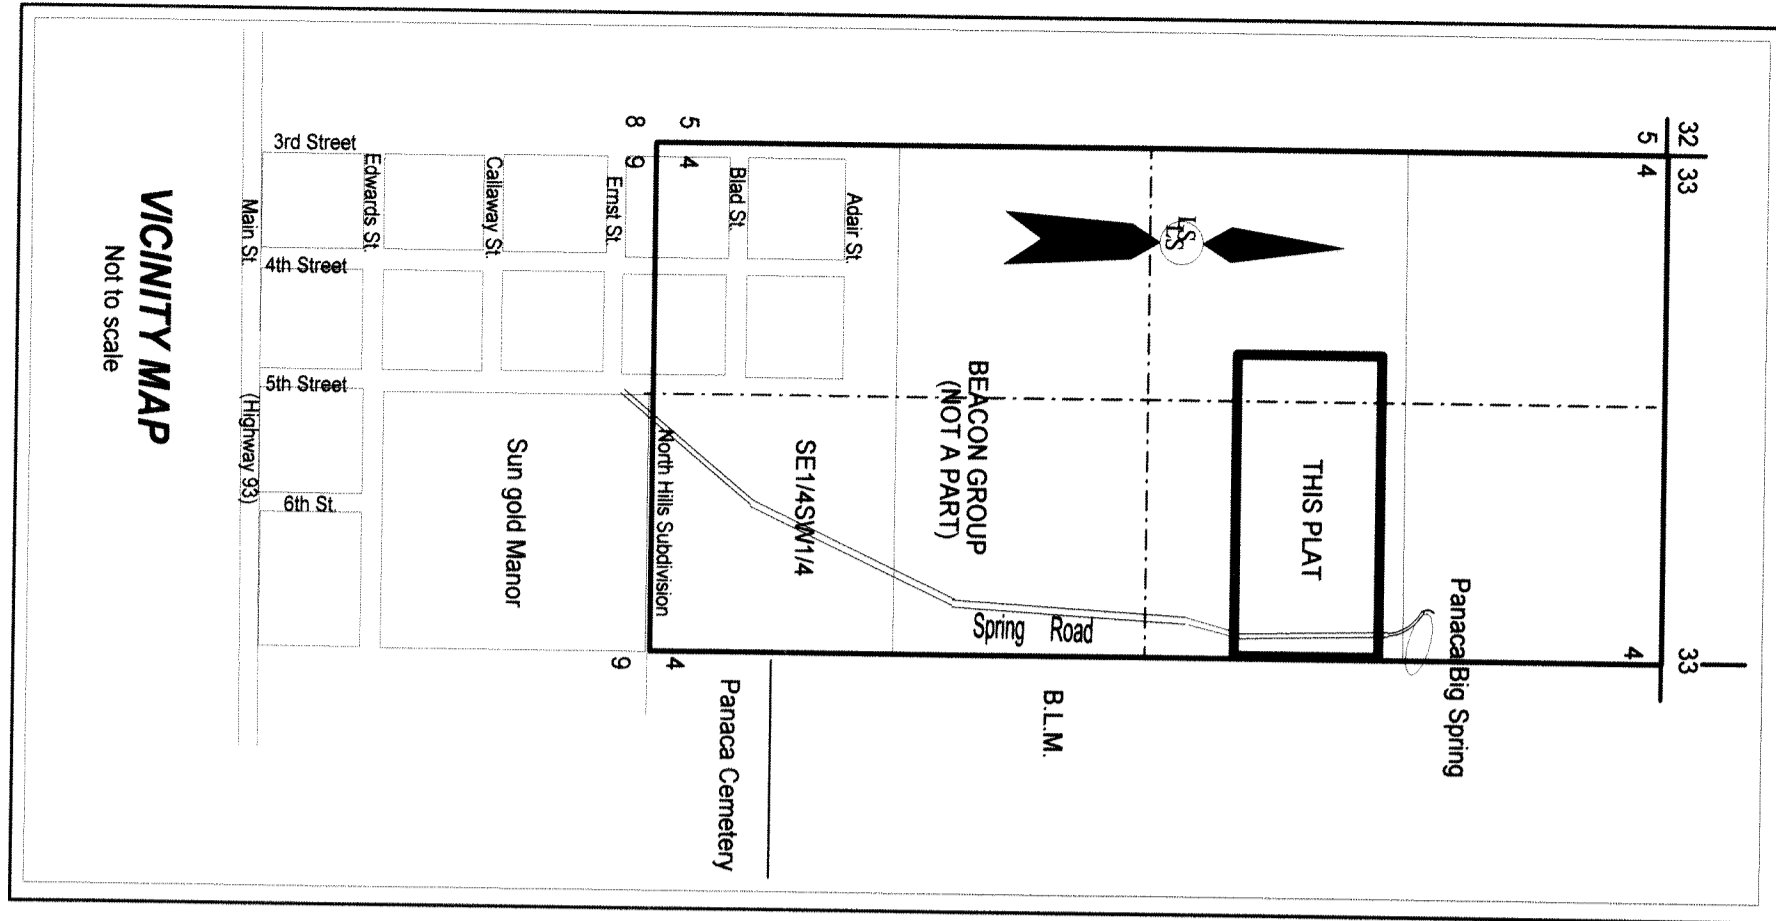 32
33
5
4
33
4
Panaca Big Spring
THIS PLAT
LS
LS
BEACON GROUP
(NOT A PART)
Spring Road
B.L.M.
Adair St.
SE1/4SW1/4
Blad St.
5
4
8
9
North Hills Subdivision
4
9
Panaca Cemetery
Ernst St.
Callaway St.
Sun gold Manor
Edwards St.
3rd Street
4th Street
5th Street
6th St.
Main St.
(Highway 93)
VICINITY MAP
Not to scale